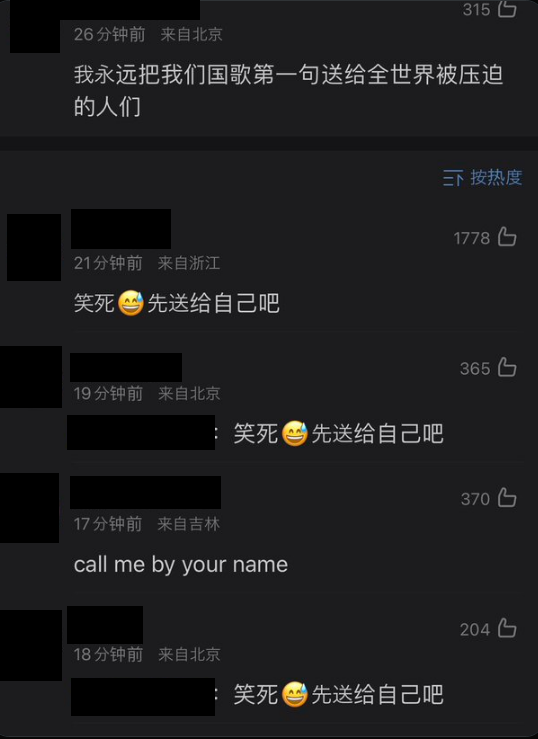 315
26分钟前 来自北京
我永远把我们国歌第一句送给全世界被压迫
的人们
按热度
1778
21分钟前 来自浙江
笑死😅先送给自己吧
365
19分钟前 来自北京
: 笑死😅先送给自己吧
370
17分钟前 来自吉林
call me by your name
204
18分钟前 来自北京
: 笑死😅先送给自己吧